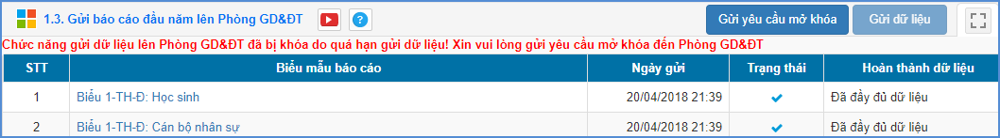 1.3. Gửi báo cáo đầu năm lên Phòng GD&ĐT ? Gửi yêu cầu mở khóa Gửi dữ liệu
Chức năng gửi dữ liệu lên Phòng GD&ĐT đã bị khóa do quá hạn gửi dữ liệu! Xin vui lòng gửi yêu cầu mở khóa đến Phòng GD&ĐT
STT Biểu mẫu báo cáo Ngày gửi Trạng thái Hoàn thành dữ liệu
1 Biểu 1-TH-Đ: Học sinh 20/04/2018 21:39 Đã đầy đủ dữ liệu
2 Biểu 1-TH-Đ: Cán bộ nhân sự 20/04/2018 21:39 Đã đầy đủ dữ liệu